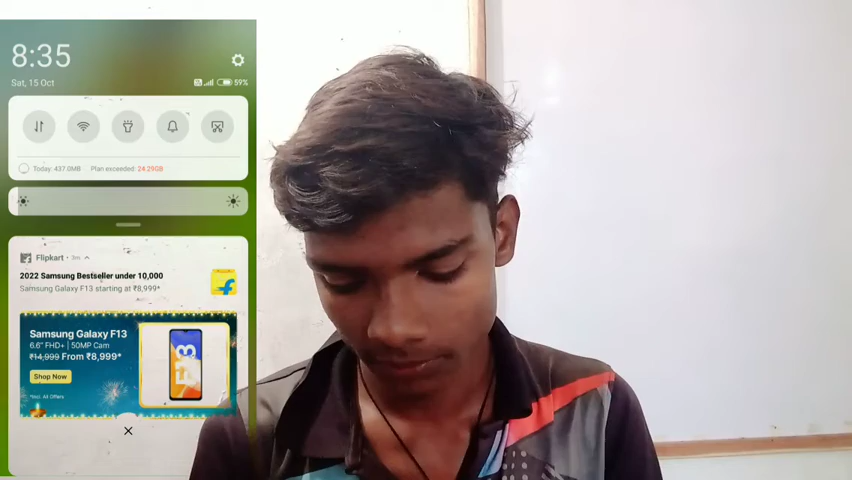 8:35
Sat, 15 Oct
59%
Today: 437.0MB Plan exceeded: 24.29GB
Flipkart • 3m
2022 Samsung Bestseller under 10,000
Samsung Galaxy F13 starting at ₹8,999*
Samsung Galaxy F13
6.6" FHD+ | 50MP Cam
₹14,999 From ₹8,999*
Shop Now
*Incl. All Offers
F13